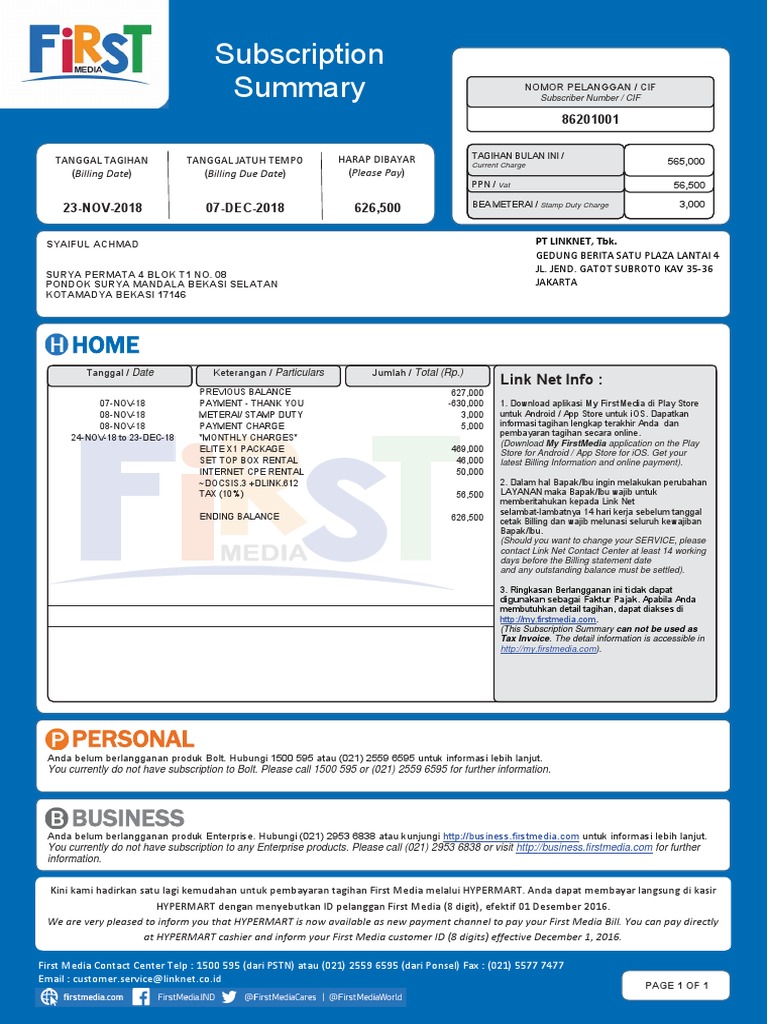 FiRST
MEDIA
Subscription
Summary
NOMOR PELANGGAN / CIF
Subscriber Number / CIF
86201001
TANGGAL TAGIHAN
(Billing Date)
23-NOV-2018
TANGGAL JATUH TEMPO
(Billing Due Date)
07-DEC-2018
HARAP DIBAYAR
(Please Pay)
626,500
TAGIHAN BULAN INI /
Current Charge
565,000
PPN / Vat 56,500
BEA METERAI / Stamp Duty Charge 3,000
SYAIFUL ACHMAD
SURYA PERMATA 4 BLOK T1 NO. 08
PONDOK SURYA MANDALA BEKASI SELATAN
KOTAMADYA BEKASI 17146
PT LINKNET, Tbk.
GEDUNG BERITA SATU PLAZA LANTAI 4
JL. JEND. GATOT SUBROTO KAV 35-36
JAKARTA
H HOME
Tanggal / Date Keterangan / Particulars Jumlah / Total (Rp.)
PREVIOUS BALANCE 627,000
07-NOV-18 PAYMENT - THANK YOU -630,000
08-NOV-18 METERAI/ STAMP DUTY 3,000
08-NOV-18 PAYMENT CHARGE 5,000
24-NOV-18 to 23-DEC-18 "MONTHLY CHARGES"
ELITE X1 PACKAGE 469,000
SET TOP BOX RENTAL 46,000
INTERNET CPE RENTAL 50,000
~DOCSIS.3 +DLINK.612
TAX (10%) 56,500
ENDING BALANCE 626,500
FiRST
MEDIA
Link Net Info :
1. Download aplikasi My FirstMedia di Play Store
untuk Android / App Store untuk iOS. Dapatkan
informasi tagihan lengkap terakhir Anda dan
pembayaran tagihan secara online.
(Download My FirstMedia application on the Play
Store for Android / App Store for iOS. Get your
latest Billing Information and online payment).
2. Dalam hal Bapak/Ibu ingin melakukan perubahan
LAYANAN maka Bapak/Ibu wajib untuk
memberitahukan kepada Link Net
selambat-lambatnya 14 hari kerja sebelum tanggal
cetak Billing dan wajib melunasi seluruh kewajiban
Bapak/Ibu.
(Should you want to change your SERVICE, please
contact Link Net Contact Center at least 14 working
days before the Billing statement date
and any outstanding balance must be settled).
3. Ringkasan Berlangganan ini tidak dapat
digunakan sebagai Faktur Pajak. Apabila Anda
membutuhkan detail tagihan, dapat diakses di
http://my.firstmedia.com.
(This Subscription Summary can not be used as
Tax Invoice. The detail information is accessible in
http://my.firstmedia.com).
P PERSONAL
Anda belum berlangganan produk Bolt. Hubungi 1500 595 atau (021) 2559 6595 untuk informasi lebih lanjut.
You currently do not have subscription to Bolt. Please call 1500 595 or (021) 2559 6595 for further information.
B BUSINESS
Anda belum berlangganan produk Enterprise. Hubungi (021) 2953 6838 atau kunjungi http://business.firstmedia.com untuk informasi lebih lanjut.
You currently do not have subscription to any Enterprise products. Please call (021) 2953 6838 or visit http://business.firstmedia.com for further
information.
Kini kami hadirkan satu lagi kemudahan untuk pembayaran tagihan First Media melalui HYPERMART. Anda dapat membayar langsung di kasir
HYPERMART dengan menyebutkan ID pelanggan First Media (8 digit), efektif 01 Desember 2016.
We are very pleased to inform you that HYPERMART is now available as new payment channel to pay your First Media Bill. You can pay directly
at HYPERMART cashier and inform your First Media customer ID (8 digits) effective December 1, 2016.
First Media Contact Center Telp : 1500 595 (dari PSTN) atau (021) 2559 6595 (dari Ponsel) Fax : (021) 5577 7477
Email : customer.service@linknet.co.id
firstmedia.com FirstMedia.IND @FirstMediaCares | @FirstMediaWorld
PAGE 1 OF 1